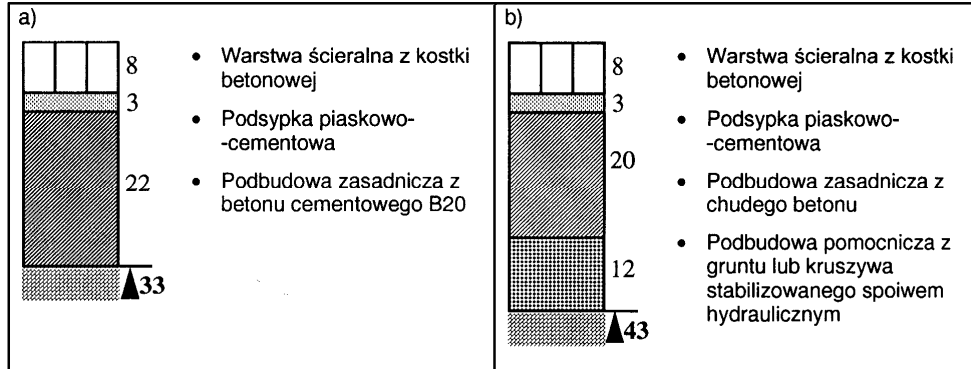 a)
8
3
22
33
• Warstwa ścieralna z kostki
betonowej
• Podsypka piaskowo-
-cementowa
• Podbudowa zasadnicza z
betonu cementowego B20
b)
8
3
20
12
43
• Warstwa ścieralna z kostki
betonowej
• Podsypka piaskowo-
-cementowa
• Podbudowa zasadnicza z
chudego betonu
• Podbudowa pomocnicza z
gruntu lub kruszywa
stabilizowanego spoiwem
hydraulicznym